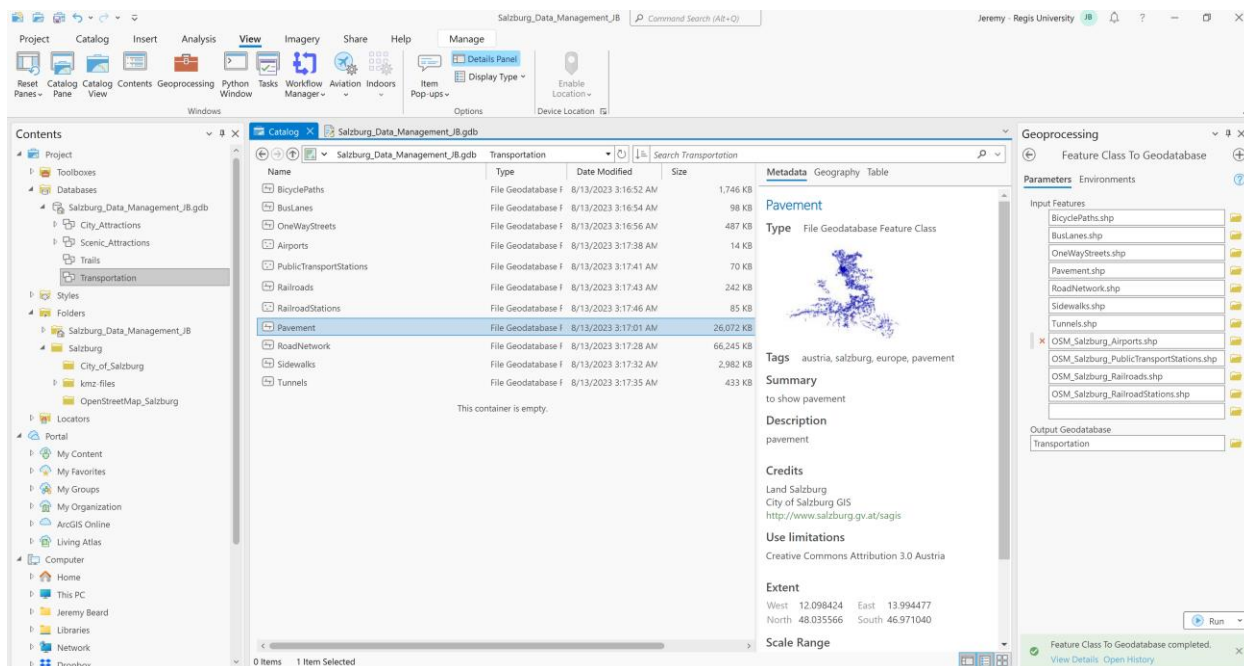 Salzburg_Data_Management_JB
Command Search (Alt+Q)
Jeremy - Regis University
JB
?
Project Catalog Insert Analysis View Imagery Share Help Manage
Reset Panes
Catalog Pane
Catalog View
Contents
Geoprocessing
Python Window
Tasks
Workflow Manager
Aviation
Indoors
Item Pop-ups
Details Panel
Display Type
Enable Location
Windows
Options
Device Location
Contents
Project
Toolboxes
Databases
Salzburg_Data_Management_JB.gdb
City_Attractions
Scenic_Attractions
Trails
Transportation
Styles
Folders
Salzburg_Data_Management_JB
Salzburg
City_of_Salzburg
kmz-files
OpenStreetMap_Salzburg
Locators
Portal
My Content
My Favorites
My Groups
My Organization
ArcGIS Online
Living Atlas
Computer
Home
This PC
Jeremy Beard
Libraries
Network
Dropbox
Catalog
Salzburg_Data_Management_JB.gdb
Salzburg_Data_Management_JB.gdb Transportation
Search Transportation
Name Type Date Modified Size
BicyclePaths File Geodatabase F 8/13/2023 3:16:52 AM 1,746 KB
BusLanes File Geodatabase F 8/13/2023 3:16:54 AM 98 KB
OneWayStreets File Geodatabase F 8/13/2023 3:16:56 AM 487 KB
Airports File Geodatabase F 8/13/2023 3:17:38 AM 14 KB
PublicTransportStations File Geodatabase F 8/13/2023 3:17:41 AM 70 KB
Railroads File Geodatabase F 8/13/2023 3:17:43 AM 242 KB
RailroadStations File Geodatabase F 8/13/2023 3:17:46 AM 85 KB
Pavement File Geodatabase F 8/13/2023 3:17:01 AM 26,072 KB
RoadNetwork File Geodatabase F 8/13/2023 3:17:28 AM 66,245 KB
Sidewalks File Geodatabase F 8/13/2023 3:17:32 AM 2,982 KB
Tunnels File Geodatabase F 8/13/2023 3:17:35 AM 433 KB
This container is empty.
0 Items 1 Item Selected
Metadata Geography Table
Pavement
Type File Geodatabase Feature Class
Tags austria, salzburg, europe, pavement
Summary
to show pavement
Description
pavement
Credits
Land Salzburg
City of Salzburg GIS
http://www.salzburg.gv.at/sagis
Use limitations
Creative Commons Attribution 3.0 Austria
Extent
West 12.098424 East 13.994477
North 48.035566 South 46.971040
Scale Range
Geoprocessing
Feature Class To Geodatabase
Parameters Environments
Input Features
BicyclePaths.shp
BusLanes.shp
OneWayStreets.shp
Pavement.shp
RoadNetwork.shp
Sidewalks.shp
Tunnels.shp
OSM_Salzburg_Airports.shp
OSM_Salzburg_PublicTransportStations.shp
OSM_Salzburg_Railroads.shp
OSM_Salzburg_RailroadStations.shp
Output Geodatabase
Transportation
Run
Feature Class To Geodatabase completed.
View Details Open History